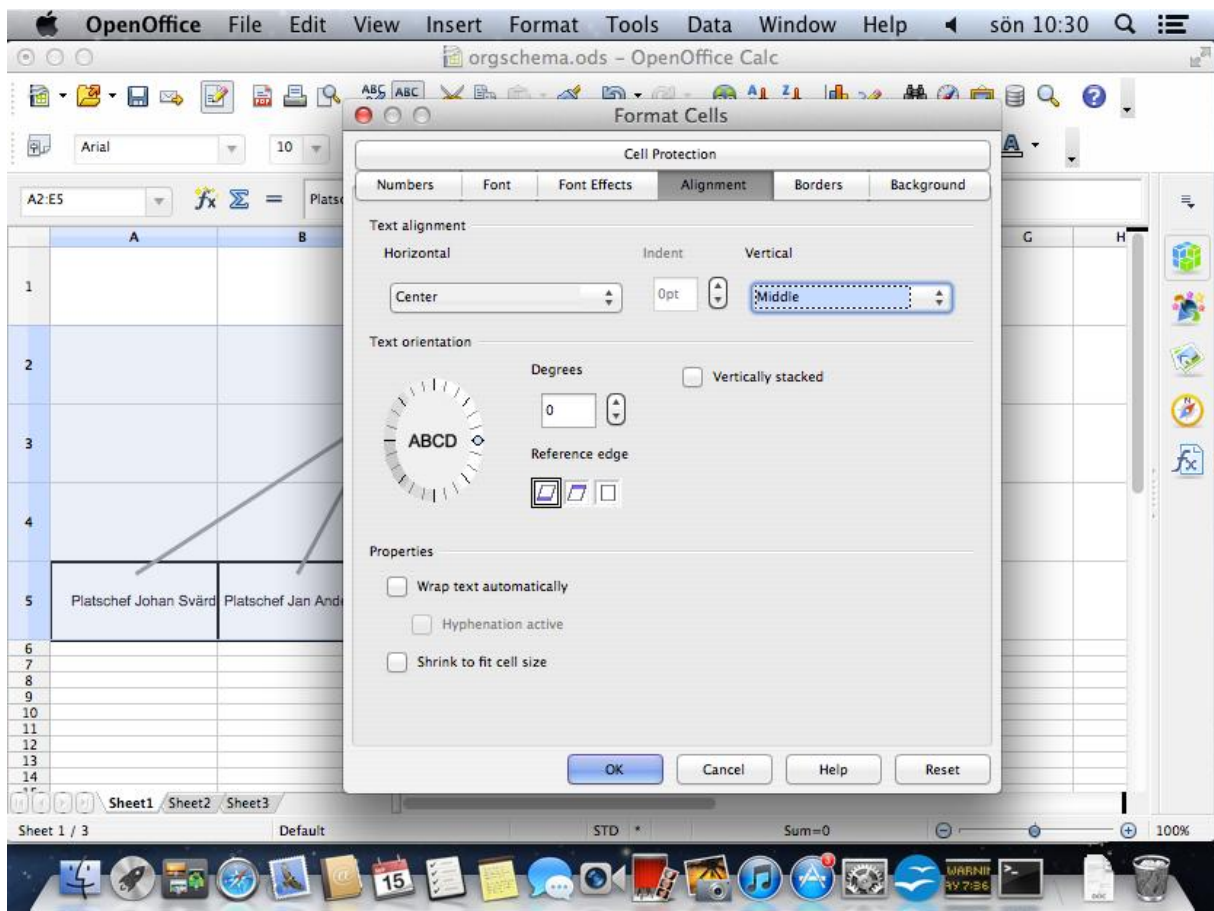 OpenOffice File Edit View Insert Format Tools Data Window Help sön 10:30
orgschema.ods – OpenOffice Calc
ABC ABC
Format Cells
Arial 10
Cell Protection
Numbers Font Font Effects Alignment Borders Background
A2:E5 = Plats
Text alignment
A B G H
Horizontal Indent Vertical
1
Center 0pt Middle
Text orientation
2
Degrees Vertically stacked
0
3
ABCD
Reference edge
4
Properties
Wrap text automatically
5 Platschef Johan Svärd Platschef Jan Ande
Hyphenation active
6
7
Shrink to fit cell size
8
9
10
11
12
13
14
OK Cancel Help Reset
Sheet1 Sheet2 Sheet3
Sheet 1 / 3 Default STD * Sum=0 100%
15
WARNIN